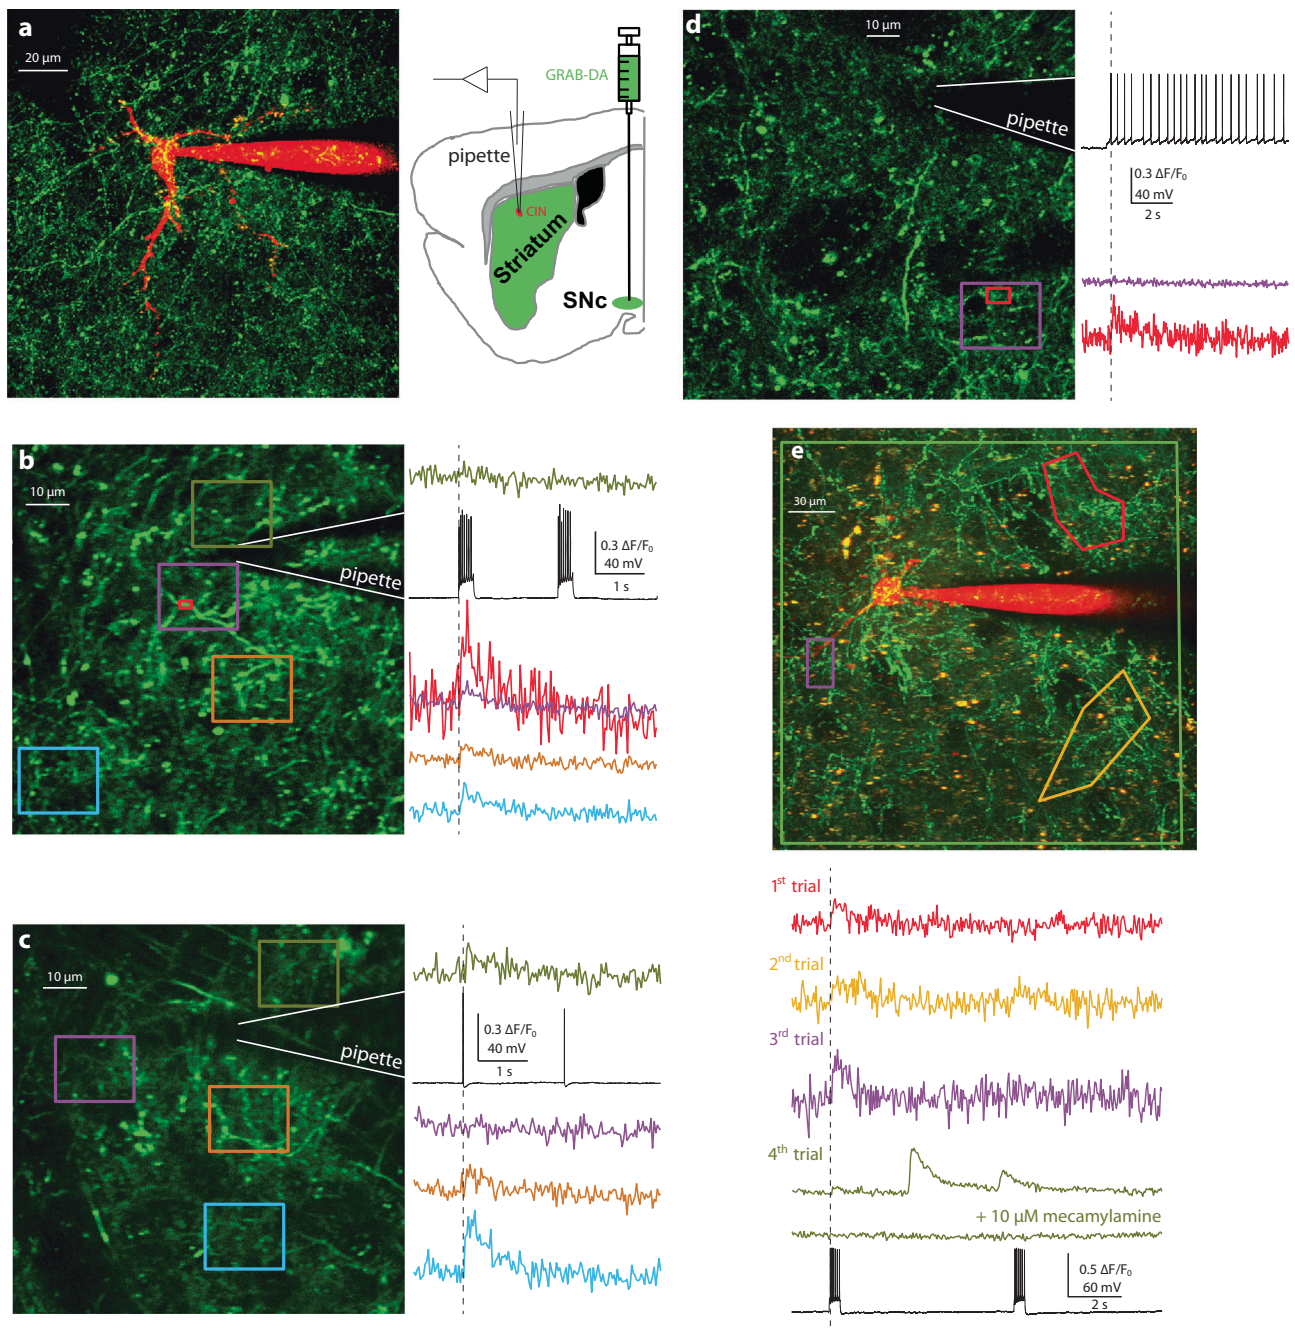 a
20 µm
GRAB-DA
pipette
CIN
Striatum
SNc
d
10 µm
pipette
0.3 ΔF/F₀
40 mV
2 s
b
10 µm
pipette
0.3 ΔF/F₀
40 mV
1 s
e
30 µm
c
10 µm
pipette
0.3 ΔF/F₀
40 mV
1 s
1st trial
2nd trial
3rd trial
4th trial
+ 10 µM mecamylamine
0.5 ΔF/F₀
60 mV
2 s